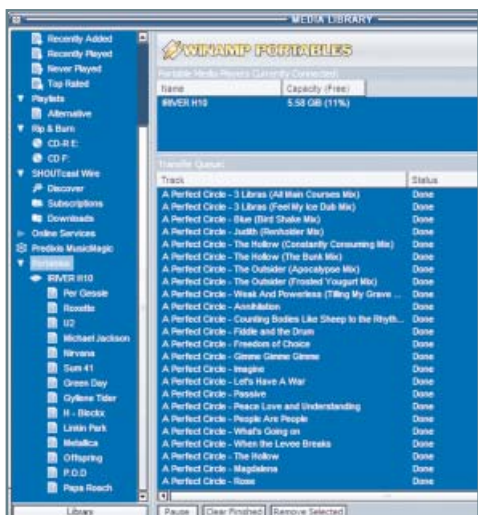 MEDIA LIBRARY
Recently Added
Recently Played
Never Played
Top Rated
Playlists
Alternative
Rip & Burn
CD-R E:
CD F:
SHOUTcast Wire
Discover
Subscriptions
Downloads
Online Services
Predixis MusicMagic
Portables
IRIVER H10
Per Gessle
Roxette
U2
Michael Jackson
Nirvana
Sum 41
Green Day
Gyllene Tider
H - Blockx
Linkin Park
Metallica
Offspring
P.O.D
Papa Roach
Library
WINAMP PORTABLES
Portable Media Players Currently Connected:
Name Capacity (Free)
IRIVER H10 5.58 GB (11%)
Transfer Queue:
Track Status
A Perfect Circle - 3 Libras (All Main Courses Mix) Done
A Perfect Circle - 3 Libras (Feel My Ice Dub Mix) Done
A Perfect Circle - Blue (Bird Shake Mix) Done
A Perfect Circle - Judith (Renholder Mix) Done
A Perfect Circle - The Hollow (Constantly Consuming Mix) Done
A Perfect Circle - The Hollow (The Bunk Mix) Done
A Perfect Circle - The Outsider (Apocalypse Mix) Done
A Perfect Circle - The Outsider (Frosted Yougurt Mix) Done
A Perfect Circle - Weak And Powerless (Tilling My Grave ... Done
A Perfect Circle - Annihilation Done
A Perfect Circle - Counting Bodies Like Sheep to the Rhyth... Done
A Perfect Circle - Fiddle and the Drum Done
A Perfect Circle - Freedom of Choice Done
A Perfect Circle - Gimme Gimme Gimme Done
A Perfect Circle - Imagine Done
A Perfect Circle - Let's Have A War Done
A Perfect Circle - Passive Done
A Perfect Circle - Peace Love and Understanding Done
A Perfect Circle - People Are People Done
A Perfect Circle - What's Going on Done
A Perfect Circle - When the Levee Breaks Done
A Perfect Circle - The Hollow Done
A Perfect Circle - Magdalena Done
A Perfect Circle - Rose Done
Pause Clear Finished Remove Selected